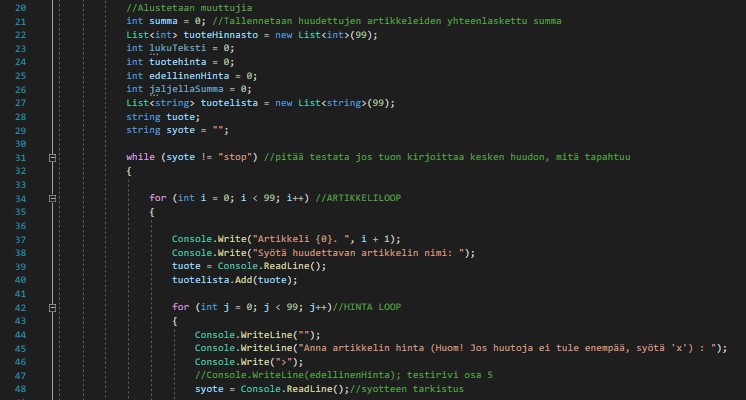 20 //Alustetaan muuttujia
21 int summa = 0; //Tallennetaan huudettujen artikkeleiden yhteenlaskettu summa
22 List<int> tuoteHinnasto = new List<int>(99);
23 int lukuTeksti = 0;
24 int tuotehinta = 0;
25 int edellinenHinta = 0;
26 int jaljellaSumma = 0;
27 List<string> tuotelista = new List<string>(99);
28 string tuote;
29 string syote = "";
30
31 while (syote != "stop") //pitää testata jos tuon kirjoittaa kesken huudon, mitä tapahtuu
32 {
33
34 for (int i = 0; i < 99; i++) //ARTIKKELILOOP
35 {
36
37 Console.Write("Artikkeli {0}. ", i + 1);
38 Console.Write("Syötä huudettavan artikkelin nimi: ");
39 tuote = Console.ReadLine();
40 tuotelista.Add(tuote);
41
42 for (int j = 0; j < 99; j++)//HINTA LOOP
43 {
44 Console.WriteLine("");
45 Console.WriteLine("Anna artikkelin hinta (Huom! Jos huutoja ei tule enempää, syötä 'x') : ");
46 Console.Write(">");
47 //Console.WriteLine(edellinenHinta); testirivi osa 5
48 syote = Console.ReadLine();//syotteen tarkistus